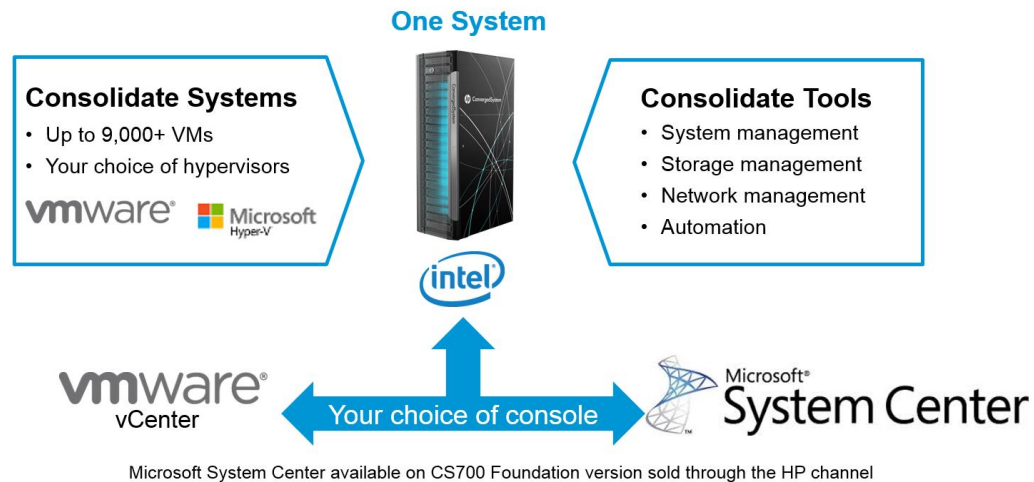 One System
Consolidate Systems
• Up to 9,000+ VMs
• Your choice of hypervisors
vmware®
Microsoft
Hyper-V
ConvergedSystem
intel
Consolidate Tools
• System management
• Storage management
• Network management
• Automation
vmware®
vCenter
Your choice of console
Microsoft®
System Center
™
Microsoft System Center available on CS700 Foundation version sold through the HP channel